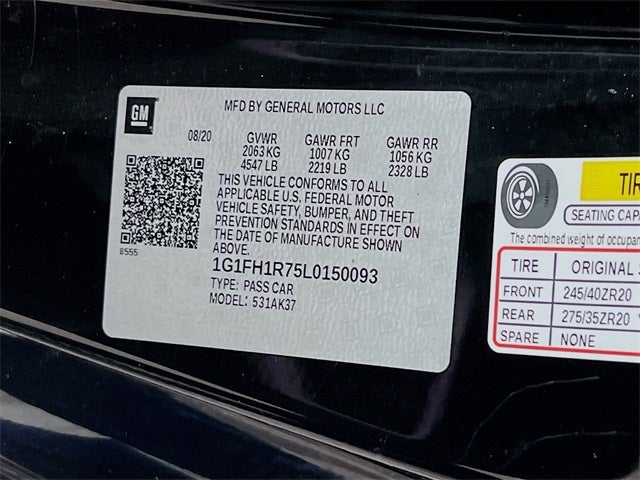 GM
MFD BY GENERAL MOTORS LLC
08/20 GVWR GAWR FRT GAWR RR
2063 KG 1007 KG 1056 KG
4547 LB 2219 LB 2328 LB
THIS VEHICLE CONFORMS TO ALL
APPLICABLE U.S. FEDERAL MOTOR
VEHICLE SAFETY, BUMPER, AND THEFT
PREVENTION STANDARDS IN EFFECT ON
THE DATE OF MANUFACTURE SHOWN
ABOVE.
8555
1G1FH1R75L0150093
TYPE: PASS CAR
MODEL: 531AK37
TIR
SEATING CAPA
The combined weight of occupan
TIRE ORIGINAL
FRONT 245/40ZR20
REAR 275/35ZR20
SPARE NONE